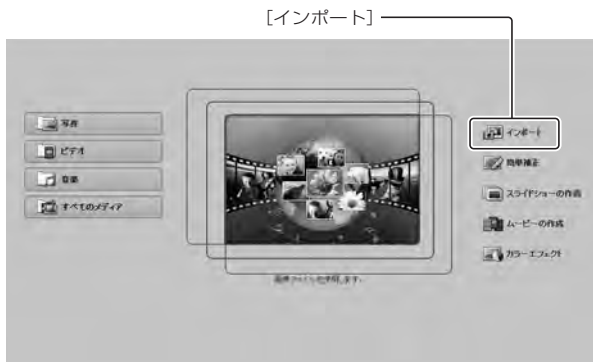 [インポート]
写真
ビデオ
音楽
すべてのメディア
インポート
簡単補正
スライドショーの作成
ムービーの作成
カラーエフェクト